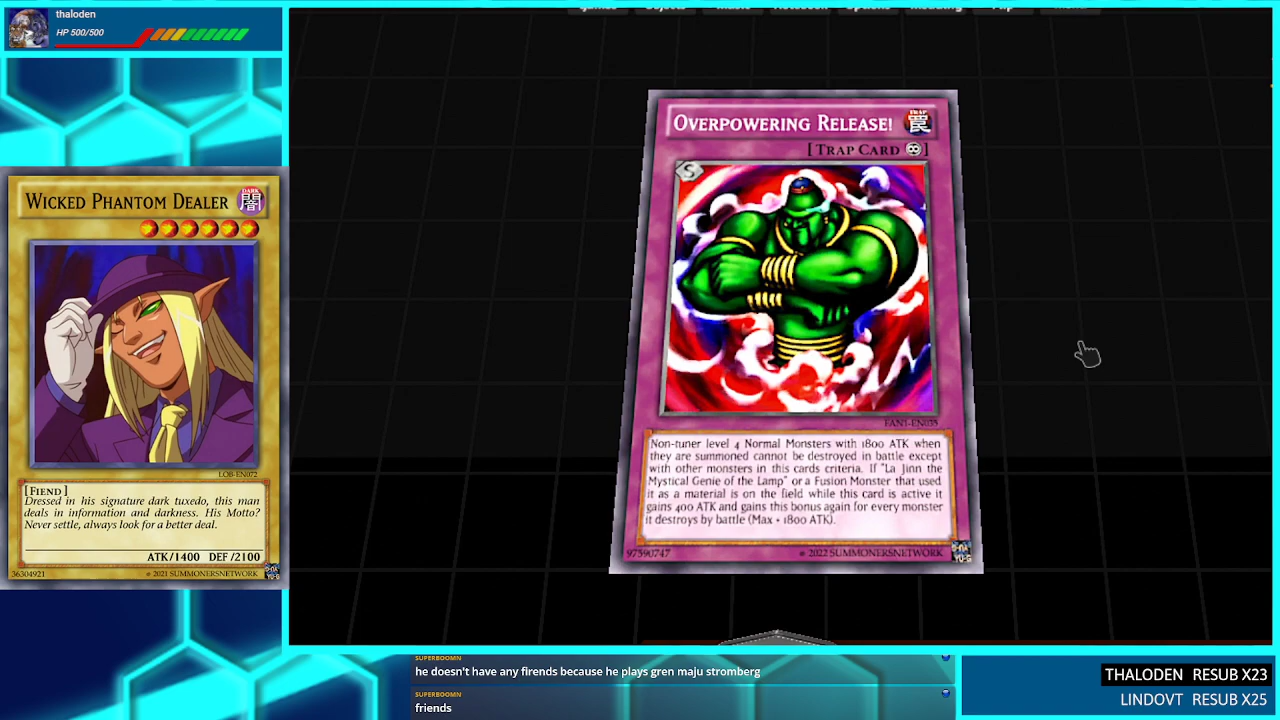 thaloden
HP 500/500
WICKED PHANTOM DEALER
DARK
闇
LOB-EN072
[FIEND]
Dressed in his signature dark tuxedo, this man
deals in information and darkness. His Motto?
Never settle, always look for a better deal.
ATK/1400 DEF/2100
36304921 © 2021 SUMMONERSNETWORK
OVERPOWERING RELEASE!
TRAP
罠
[TRAP CARD]
S
FAN1-EN035
Non-tuner level 4 Normal Monsters with 1800 ATK when
they are summoned cannot be destroyed in battle except
with other monsters in this cards criteria. If "La Jinn the
Mystical Genie of the Lamp" or a Fusion Monster that used
it as a material is on the field while this card is active it
gains 400 ATK and gains this bonus again for every monster
it destroys by battle (Max + 1800 ATK).
97590747 © 2022 SUMMONERSNETWORK
SUPERBOOMN
he doesn't have any firends because he plays gren maju stromberg
SUPERBOOMN
friends
THALODEN RESUB X23
LINDOVT RESUB X25